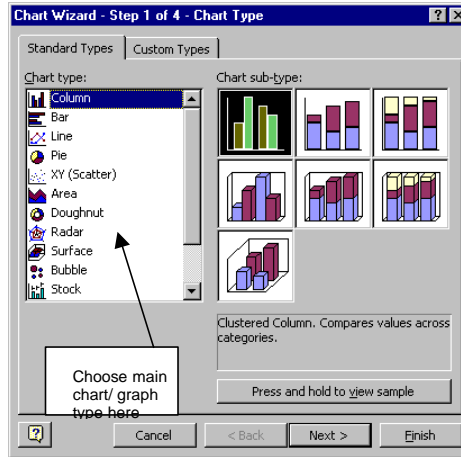 Chart Wizard - Step 1 of 4 - Chart Type
Standard Types
Custom Types
Chart type:
Column
Bar
Line
Pie
XY (Scatter)
Area
Doughnut
Radar
Surface
Bubble
Stock
Chart sub-type:
Clustered Column. Compares values across
categories.
Press and hold to view sample
Choose main
chart/ graph
type here
Cancel
< Back
Next >
Finish